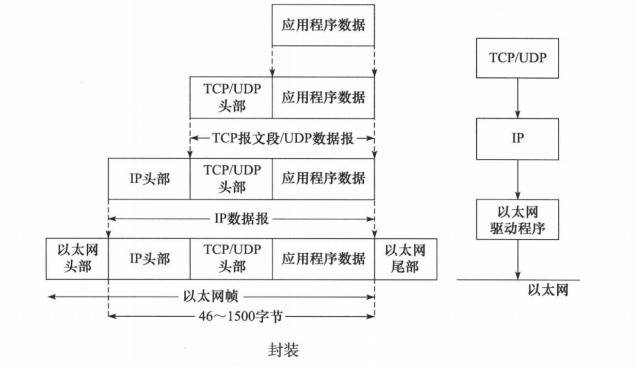 应用程序数据
TCP/UDP
头部
应用程序数据
TCP报文段/UDP数据报
IP头部
TCP/UDP
头部
应用程序数据
IP数据报
以太网
头部
IP头部
TCP/UDP
头部
应用程序数据
以太网
尾部
以太网帧
46~1500字节
TCP/UDP
IP
以太网
驱动程序
以太网
封装